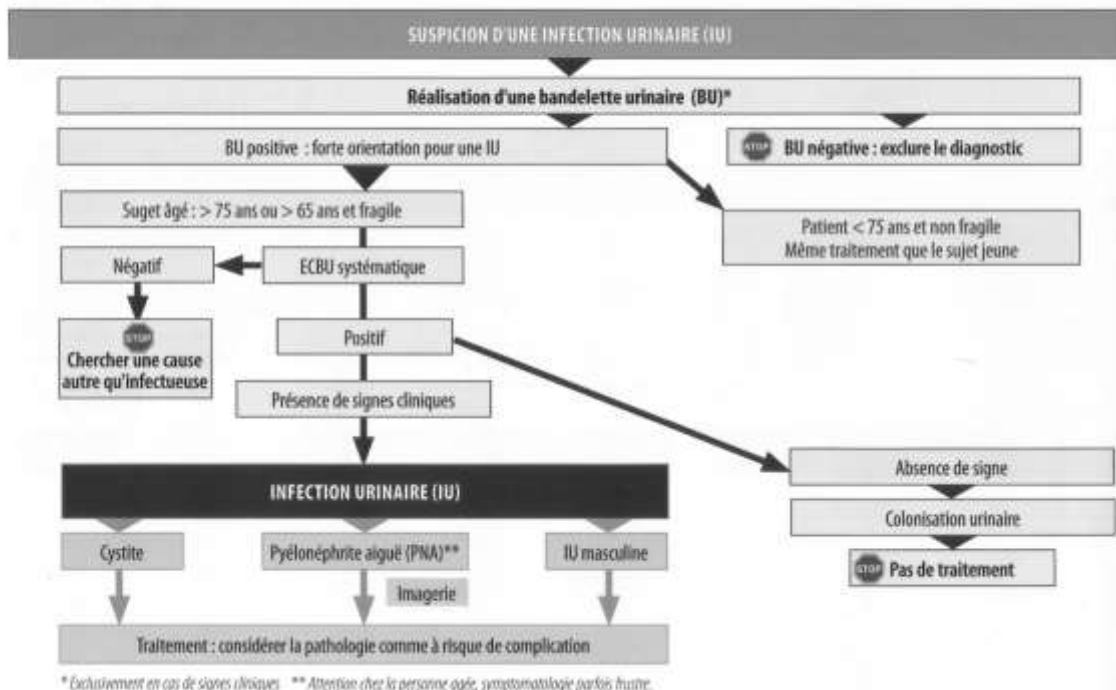 SUSPICION D'UNE INFECTION URINAIRE (IU)
Réalisation d'une bandelette urinaire (BU)*
BU positive : forte orientation pour une IU
STOP BU négative : exclure le diagnostic
Suget âgé : > 75 ans ou > 65 ans et fragile
Patient < 75 ans et non fragile
Même traitement que le sujet jeune
Négatif
ECBU systématique
STOP
Chercher une cause
autre qu'infectueuse
Positif
Présence de signes cliniques
Absence de signe
INFECTION URINAIRE (IU)
Colonisation urinaire
Cystite
Pyélonéphrite aiguë (PNA)**
IU masculine
STOP Pas de traitement
Imagerie
Traitement : considérer la pathologie comme à risque de complication
* Exclusivement en cas de signes cliniques ** Attention chez la personne agée, symptomatologie parfois frustre.